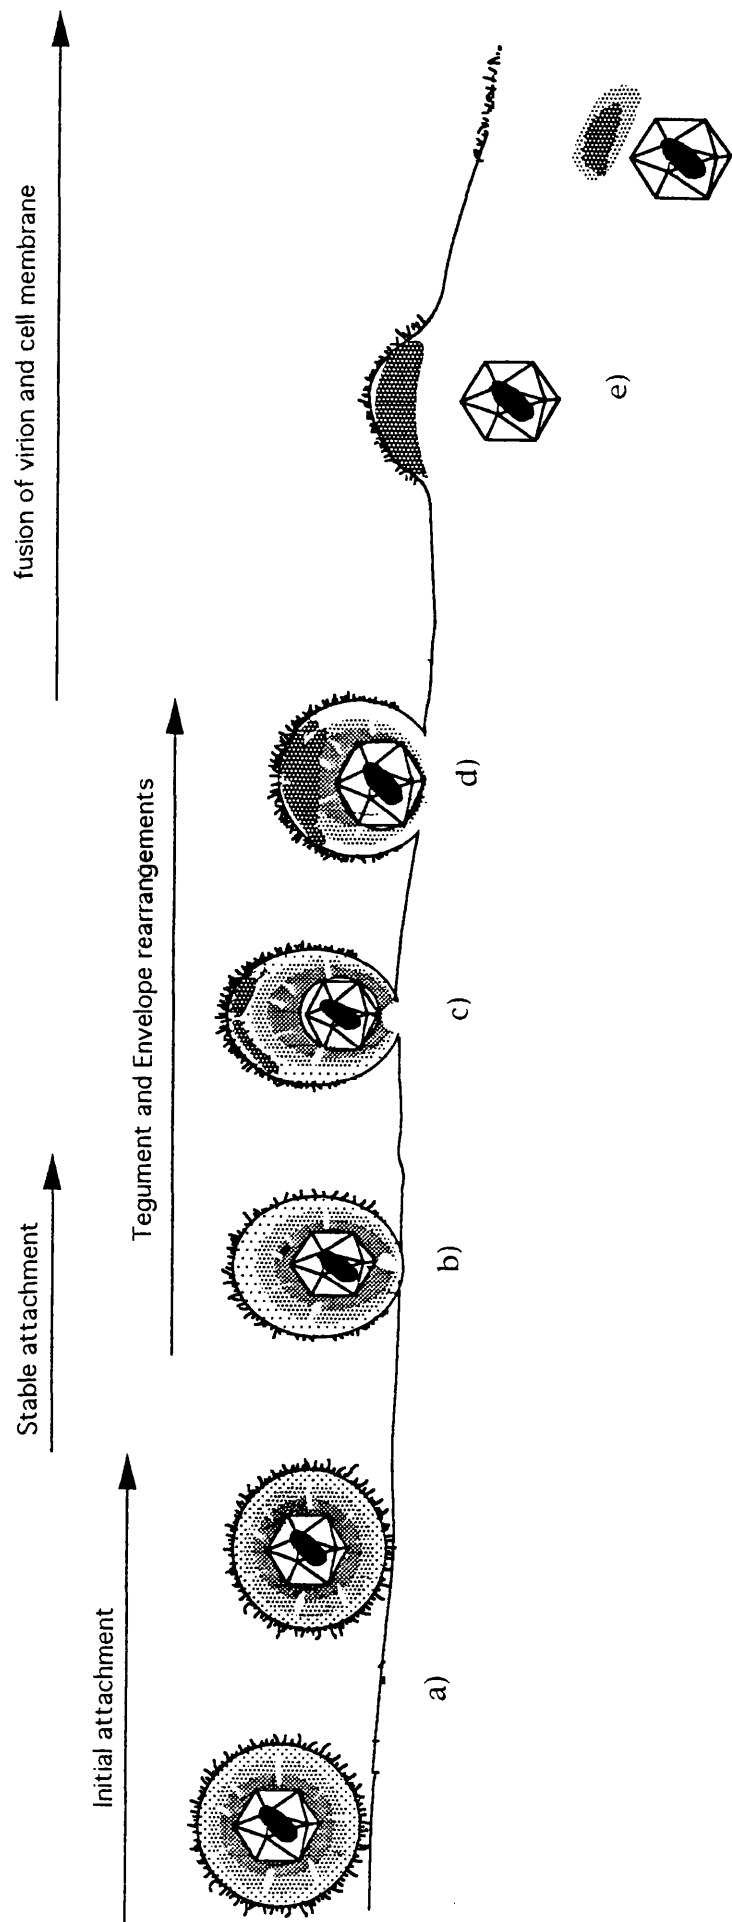 Initial attachment
Stable attachment
Tegument and Envelope rearrangements
fusion of virion and cell membrane
a)
b)
c)
d)
e)